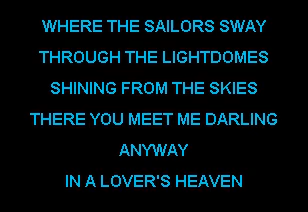 WHERE THE SAILORS SWAY
THROUGH THE LIGHTDOMES
SHINING FROM THE SKIES
THERE YOU MEET ME DARLING
ANYWAY
IN A LOVER'S HEAVEN